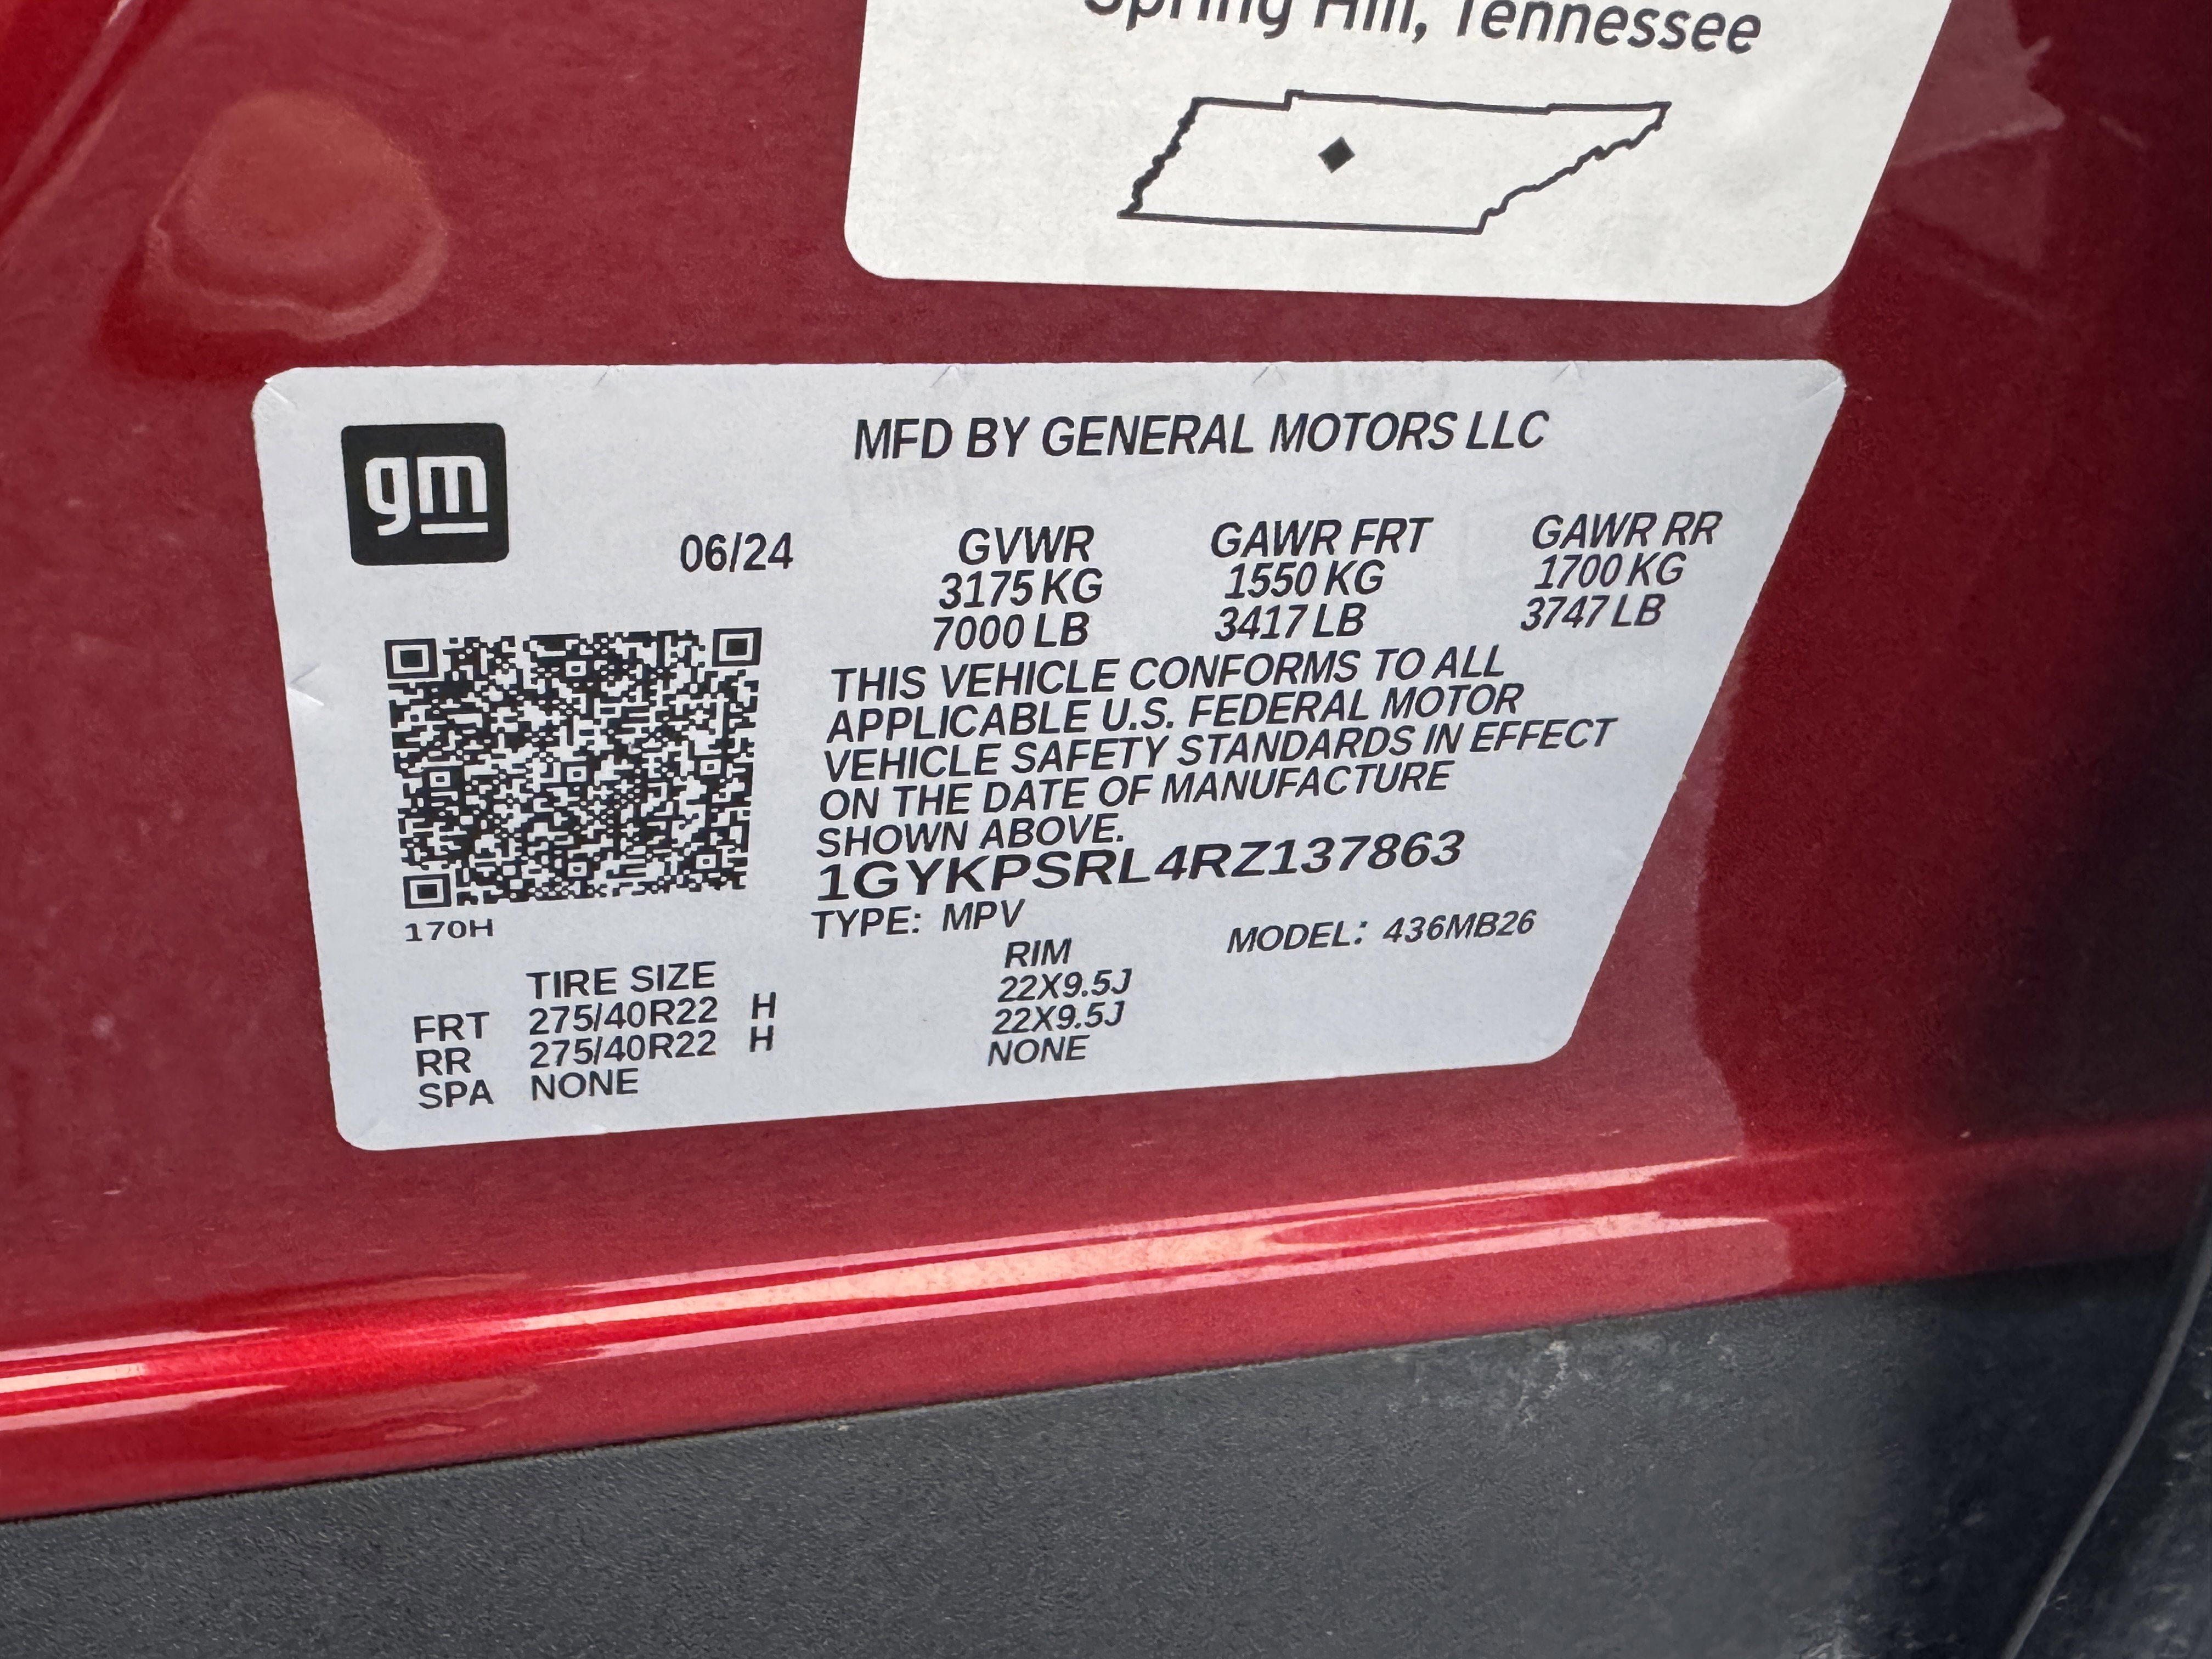 Spring Hill, Tennessee
gm
MFD BY GENERAL MOTORS LLC
06/24 GVWR GAWR FRT GAWR RR
3175 KG 1550 KG 1700 KG
7000 LB 3417 LB 3747 LB
THIS VEHICLE CONFORMS TO ALL
APPLICABLE U.S. FEDERAL MOTOR
VEHICLE SAFETY STANDARDS IN EFFECT
ON THE DATE OF MANUFACTURE
SHOWN ABOVE.
1GYKPSRL4RZ137863
170H
TYPE: MPV MODEL: 436MB26
TIRE SIZE RIM
FRT 275/40R22 H 22X9.5J
RR 275/40R22 H 22X9.5J
SPA NONE NONE